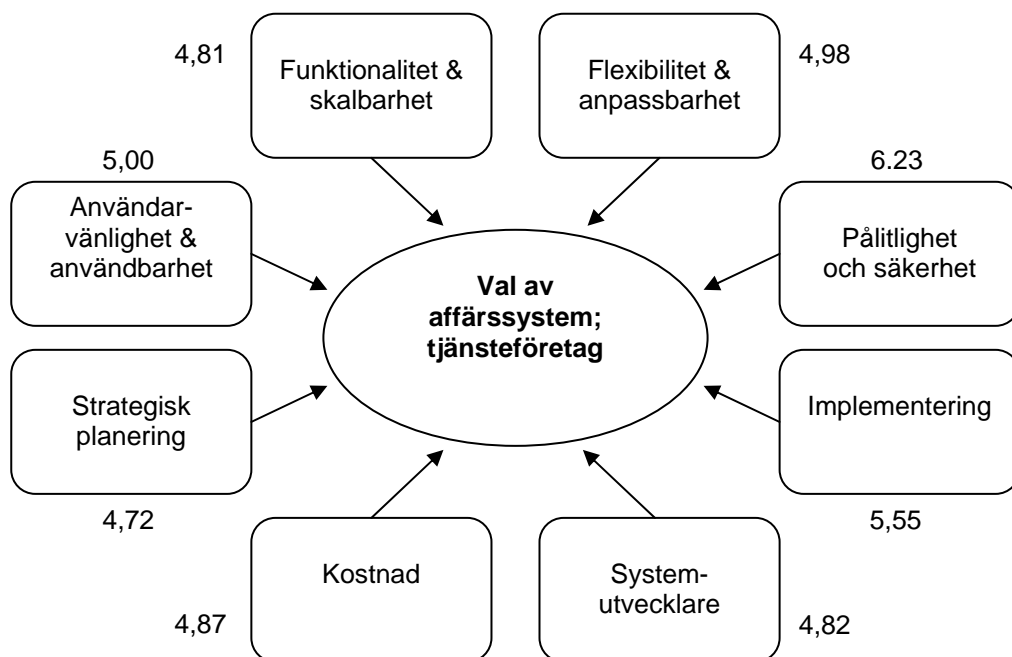 4,81
Funktionalitet &
skalbarhet
Flexibilitet &
anpassbarhet
4,98
5,00
6.23
Användar-
vänlighet &
användbarhet
Pålitlighet
och säkerhet
Val av
affärssystem;
tjänsteföretag
Strategisk
planering
Implementering
4,72
5,55
Kostnad
System-
utvecklare
4,87
4,82